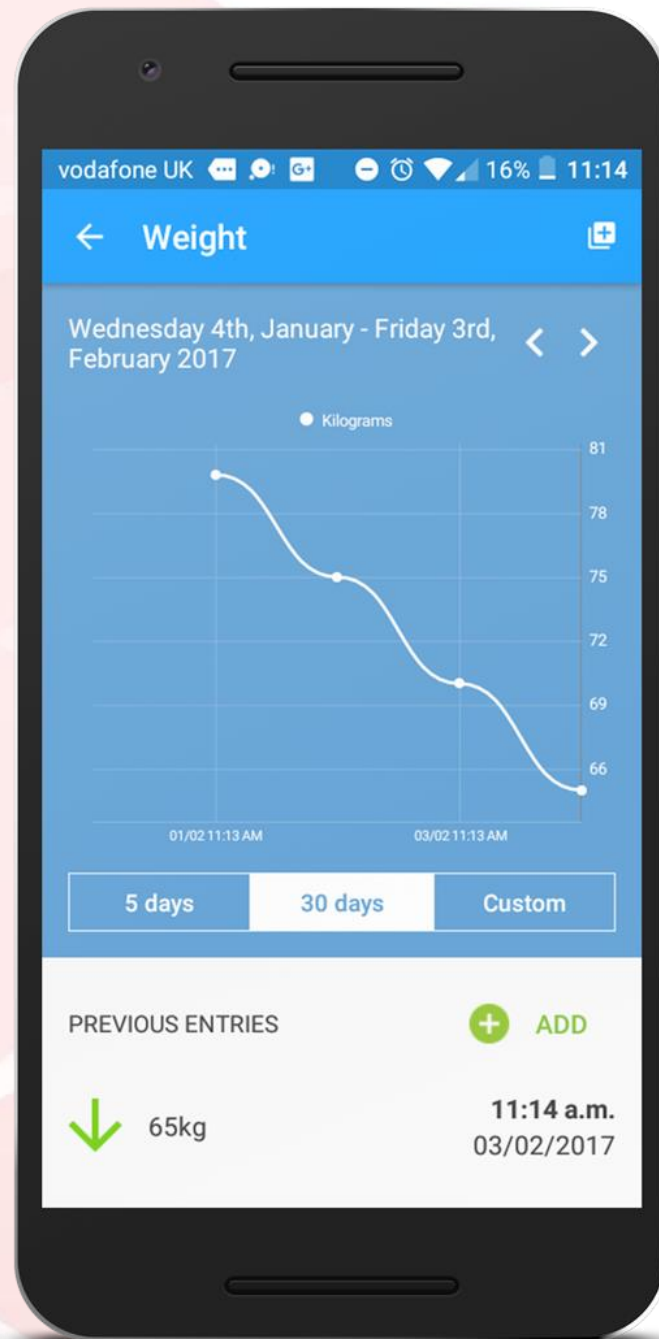 vodafone UK 16% 11:14
Weight
Wednesday 4th, January - Friday 3rd,
February 2017
Kilograms
81
78
75
72
69
66
01/02 11:13 AM 03/02 11:13 AM
5 days 30 days Custom
PREVIOUS ENTRIES ADD
65kg 11:14 a.m.
03/02/2017